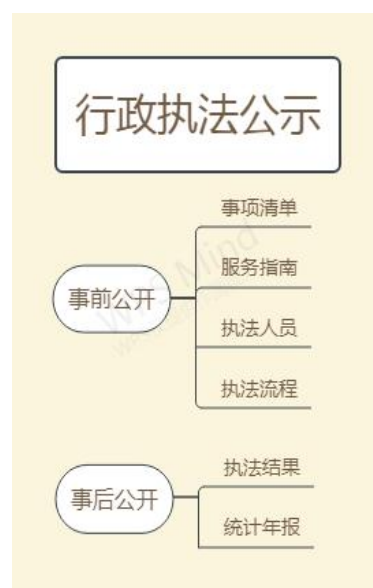 行政执法公示
事项清单
服务指南
事前公开
执法人员
执法流程
执法结果
事后公开
统计年报
WPS Mind